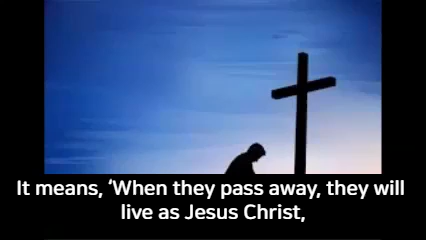 It means, ‘When they pass away, they will
live as Jesus Christ,